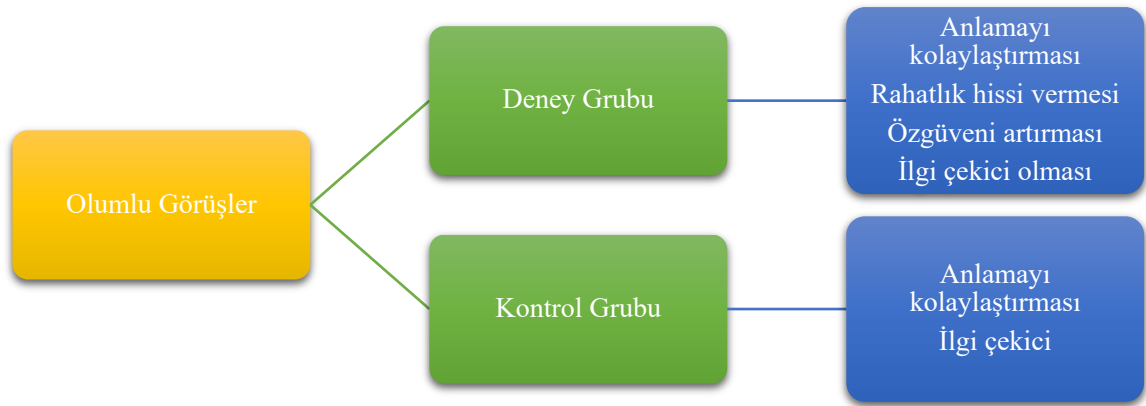 Olumlu Görüşler
Deney Grubu
Anlamayı
kolaylaştırması
Rahatlık hissi vermesi
Özgüveni artırması
İlgi çekici olması
Kontrol Grubu
Anlamayı
kolaylaştırması
İlgi çekici